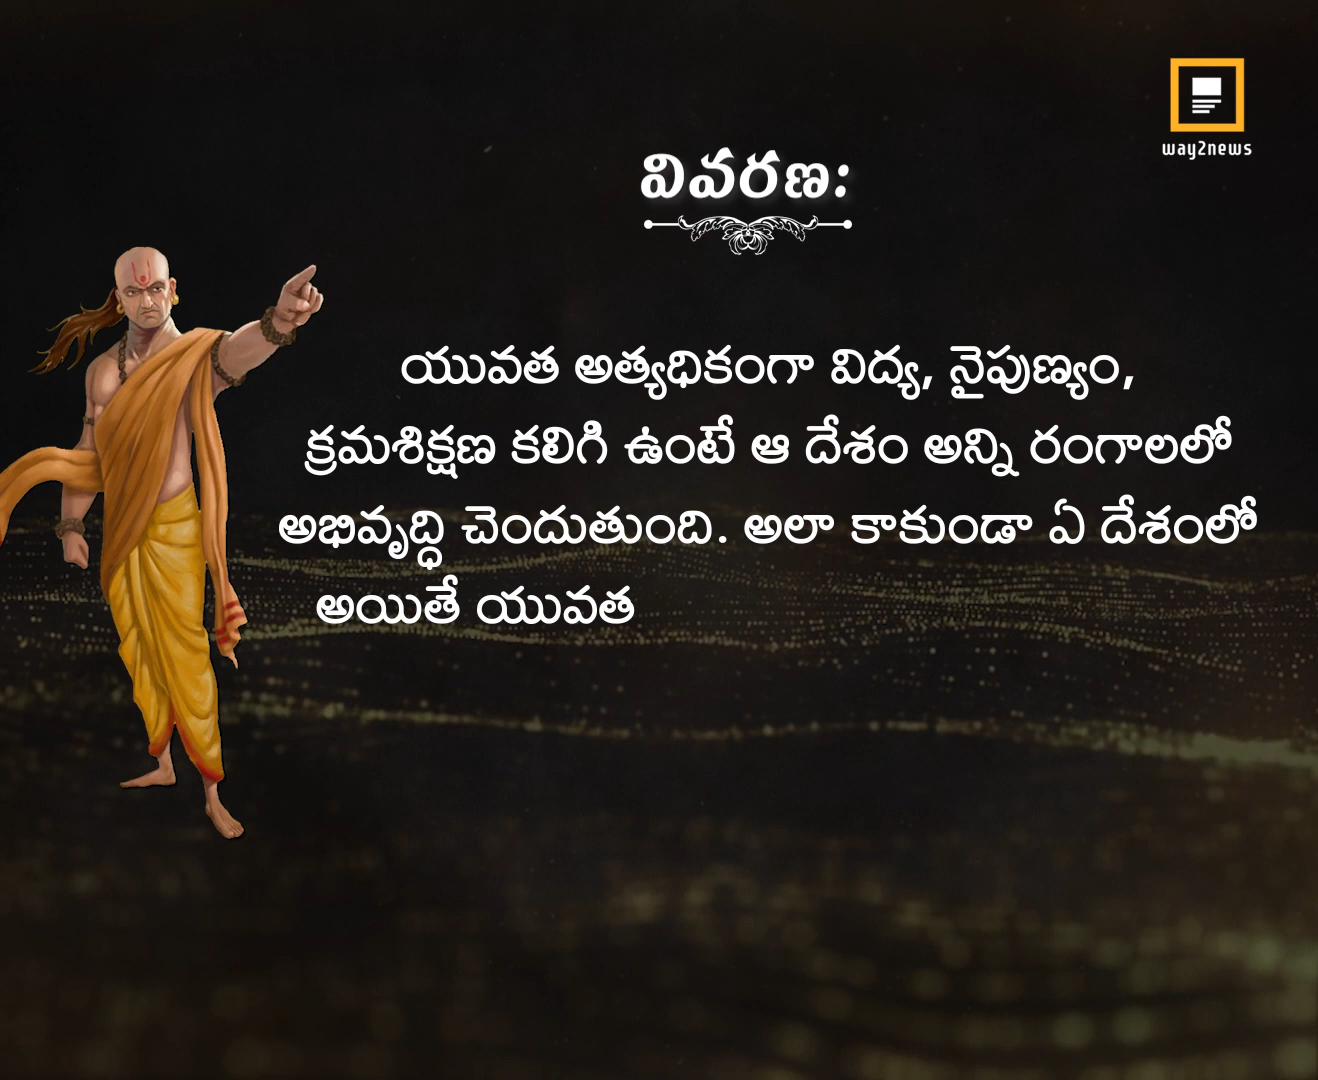 way2news
వివరణ:
యువత అత్యధికంగా విద్య, నైపుణ్యం,
క్రమశిక్షణ కలిగి ఉంటే ఆ దేశం అన్ని రంగాలలో
అభివృద్ధి చెందుతుంది. అలా కాకుండా ఏ దేశంలో
అయితే యువత